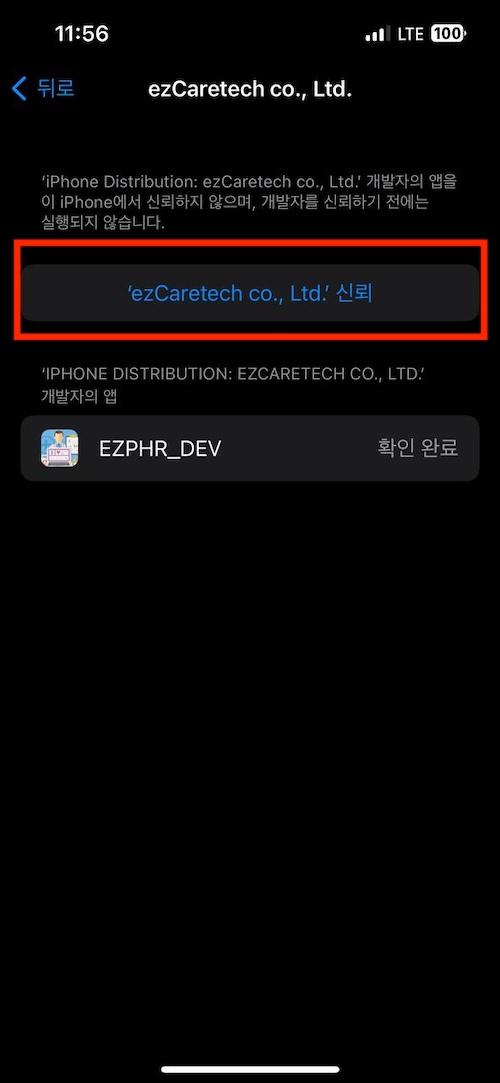 11:56
LTE 100
뒤로
ezCaretech co., Ltd.
‘iPhone Distribution: ezCaretech co., Ltd.’ 개발자의 앱을
이 iPhone에서 신뢰하지 않으며, 개발자를 신뢰하기 전에는
실행되지 않습니다.
‘ezCaretech co., Ltd.’ 신뢰
‘IPHONE DISTRIBUTION: EZCARETECH CO., LTD.’
개발자의 앱
EZPHR_DEV
확인 완료